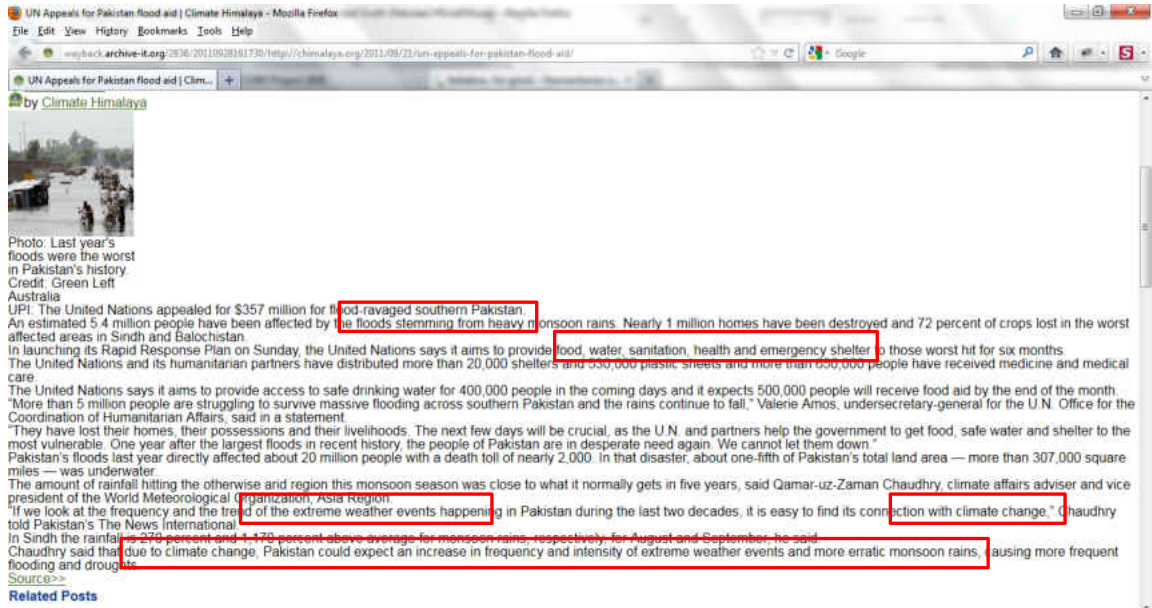 UN Appeals for Pakistan flood aid | Climate Himalaya - Mozilla Firefox
File Edit View History Bookmarks Tools Help
wayback.archive-it.org/2836/20110928161730/http://chimalaya.org/2011/09/21/un-appeals-for-pakistan-flood-aid/
Google
UN Appeals for Pakistan flood aid | Clim...
by Climate Himalaya
Photo: Last year's
floods were the worst
in Pakistan's history.
Credit: Green Left
Australia
UPI: The United Nations appealed for $357 million for flood-ravaged southern Pakistan.
An estimated 5.4 million people have been affected by the floods stemming from heavy monsoon rains. Nearly 1 million homes have been destroyed and 72 percent of crops lost in the worst
affected areas in Sindh and Balochistan.
In launching its Rapid Response Plan on Sunday, the United Nations says it aims to provide food, water, sanitation, health and emergency shelter to those worst hit for six months.
The United Nations and its humanitarian partners have distributed more than 20,000 shelters and 530,000 plastic sheets and more than 650,000 people have received medicine and medical
care.
The United Nations says it aims to provide access to safe drinking water for 400,000 people in the coming days and it expects 500,000 people will receive food aid by the end of the month.
"More than 5 million people are struggling to survive massive flooding across southern Pakistan and the rains continue to fall," Valerie Amos, undersecretary-general for the U.N. Office for the
Coordination of Humanitarian Affairs, said in a statement.
"They have lost their homes, their possessions and their livelihoods. The next few days will be crucial, as the U.N. and partners help the government to get food, safe water and shelter to the
most vulnerable. One year after the largest floods in recent history, the people of Pakistan are in desperate need again. We cannot let them down."
Pakistan's floods last year directly affected about 20 million people with a death toll of nearly 2,000. In that disaster, about one-fifth of Pakistan's total land area — more than 307,000 square
miles — was underwater.
The amount of rainfall hitting the otherwise arid region this monsoon season was close to what it normally gets in five years, said Qamar-uz-Zaman Chaudhry, climate affairs adviser and vice
president of the World Meteorological Organization, Asia Region.
"If we look at the frequency and the trend of the extreme weather events happening in Pakistan during the last two decades, it is easy to find its connection with climate change," Chaudhry
told Pakistan's The News International.
In Sindh the rainfall is 270 percent and 1,170 percent above average for monsoon rains, respectively, for August and September, he said.
Chaudhry said that due to climate change, Pakistan could expect an increase in frequency and intensity of extreme weather events and more erratic monsoon rains, causing more frequent
flooding and droughts.
Source>>
Related Posts